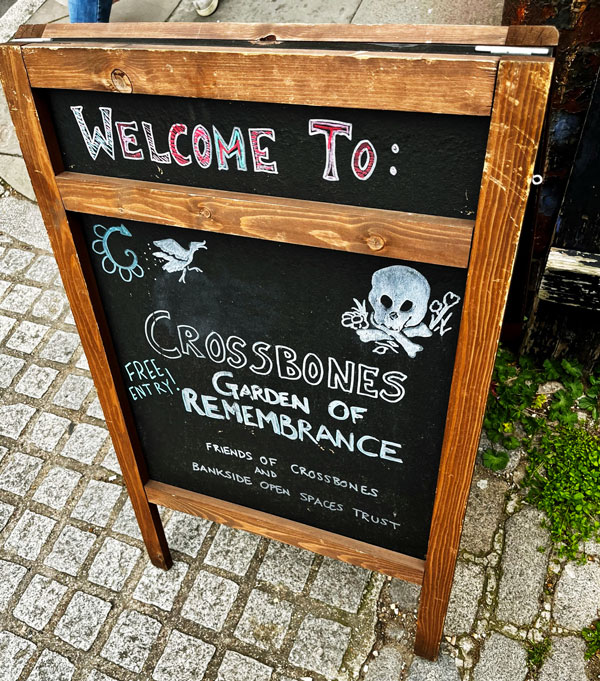 WELCOME TO:
CROSSBONES
FREE
ENTRY!
GARDEN OF
REMEMBRANCE
FRIENDS OF CROSSBONES
AND
BANKSIDE OPEN SPACES TRUST